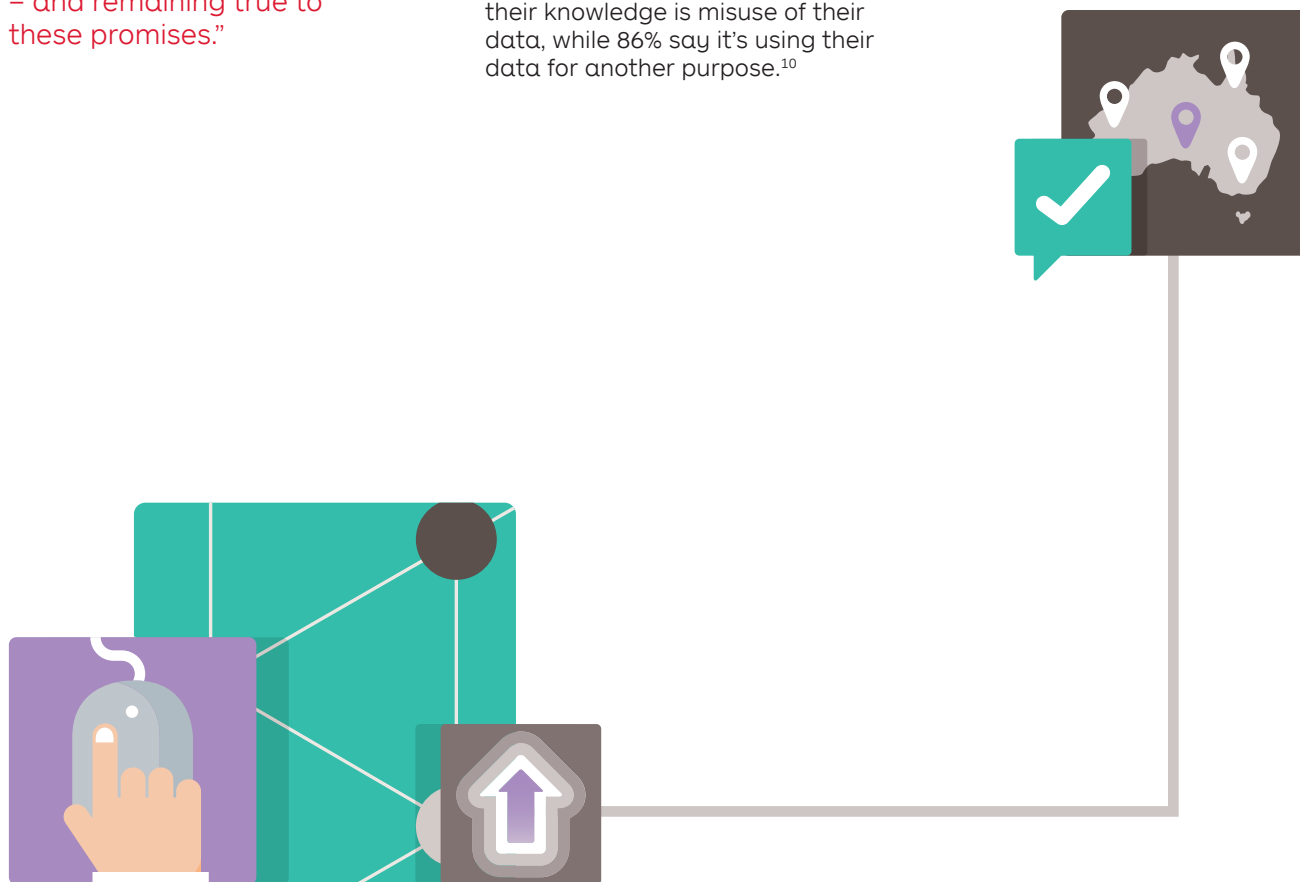 – and remaining true to
these promises.”
their knowledge is misuse of their
data, while 86% say it’s using their
data for another purpose.¹⁰